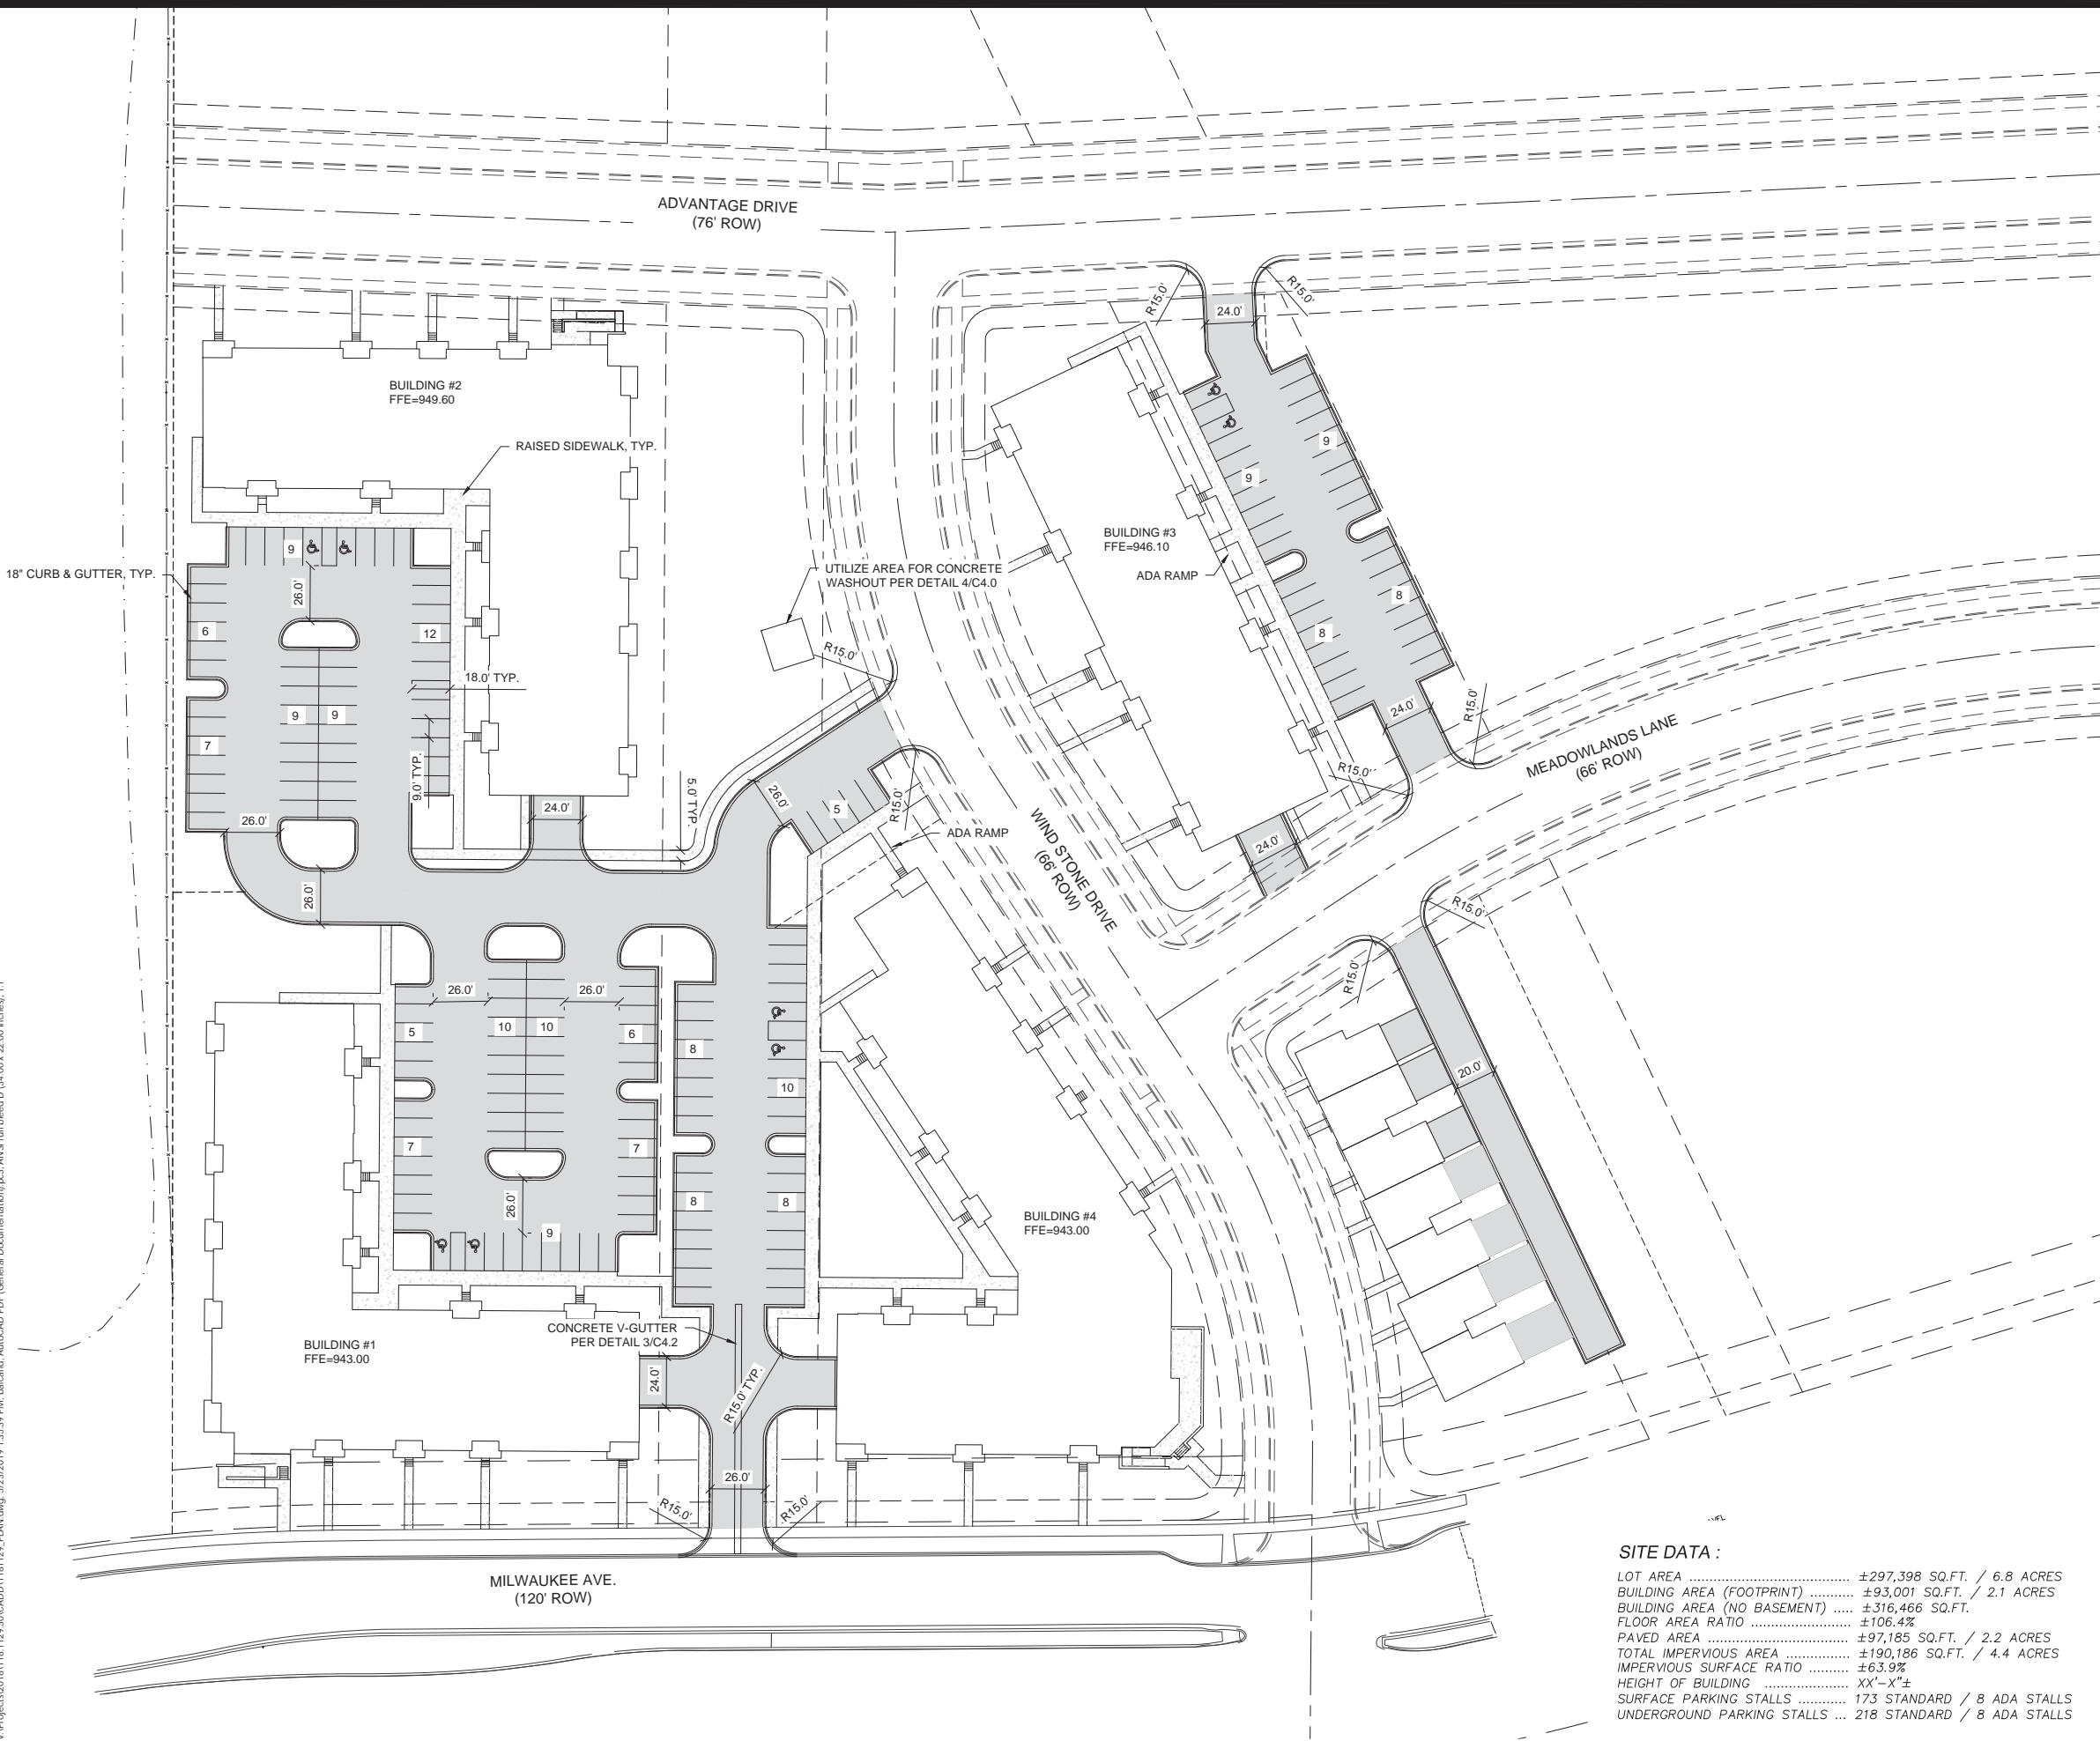 ADVANTAGE DRIVE
(76' ROW)
R15.0'
24.0'
R15.0'
BUILDING #2
FFE=949.60
RAISED SIDEWALK, TYP.
9
9
BUILDING #3
FFE=946.10
ADA RAMP
9
18" CURB & GUTTER, TYP.
26.0'
UTILIZE AREA FOR CONCRETE
WASHOUT PER DETAIL 4/C4.0
8
6
12
8
R15.0'
18.0' TYP.
9
9
7
24.0'
R15.0'
MEADOWLANDS LANE
(66' ROW)
9.0' TYP.
R15.0'
5.0' TYP.
26.0'
5
R15.0'
24.0'
26.0'
ADA RAMP
WIND STONE DRIVE
(66' ROW)
24.0'
26.0'
R15.0'
R15.0'
26.0'
26.0'
5
10
10
6
8
10
20.0'
7
7
8
8
26.0'
9
BUILDING #4
FFE=943.00
CONCRETE V-GUTTER
PER DETAIL 3/C4.2
BUILDING #1
FFE=943.00
24.0'
R15.0' TYP.
26.0'
R15.0'
R15.0'
MILWAUKEE AVE.
(120' ROW)
SITE DATA :
LOT AREA ..................................... ±297,398 SQ.FT. / 6.8 ACRES
BUILDING AREA (FOOTPRINT) .......... ±93,001 SQ.FT. / 2.1 ACRES
BUILDING AREA (NO BASEMENT) ..... ±316,466 SQ.FT.
FLOOR AREA RATIO ....................... ±106.4%
PAVED AREA ................................ ±97,185 SQ.FT. / 2.2 ACRES
TOTAL IMPERVIOUS AREA ............... ±190,186 SQ.FT. / 4.4 ACRES
IMPERVIOUS SURFACE RATIO ......... ±63.9%
HEIGHT OF BUILDING .................... XX'-X"±
SURFACE PARKING STALLS ............ 173 STANDARD / 8 ADA STALLS
UNDERGROUND PARKING STALLS ... 218 STANDARD / 8 ADA STALLS